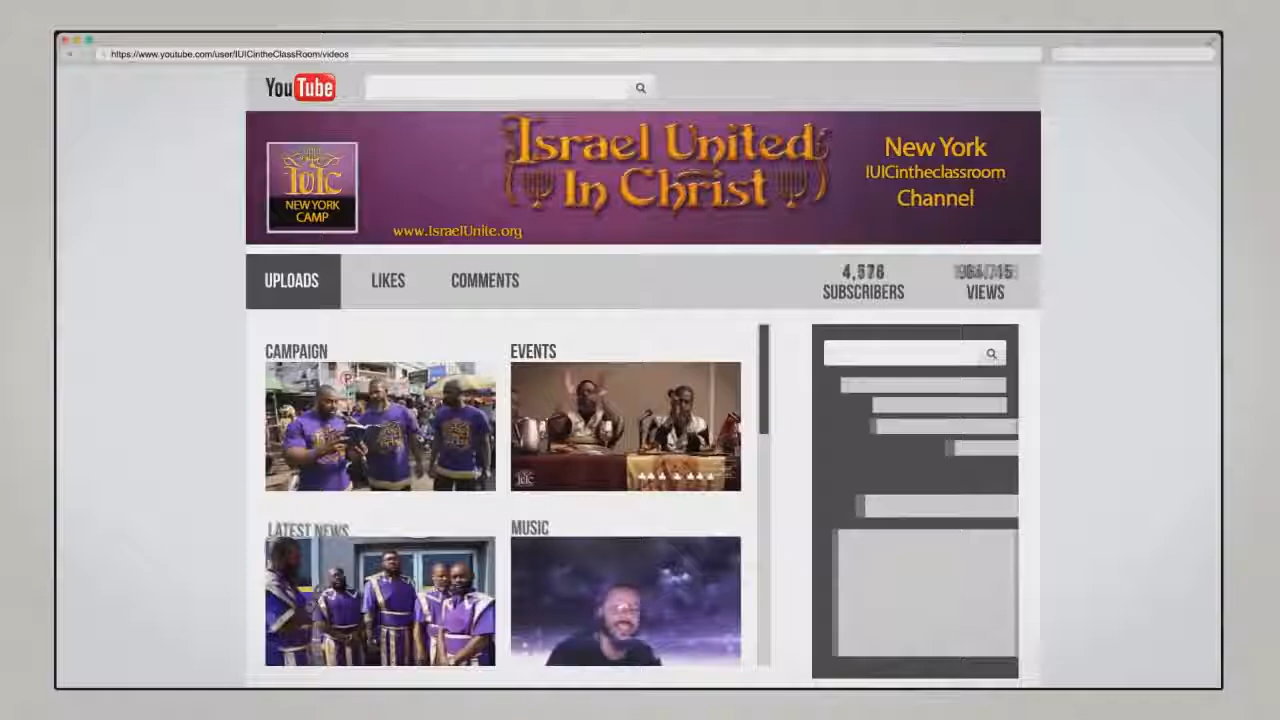 https://www.youtube.com/user/IUICintheClassRoom/videos
YouTube
Israel United
In Christ
New York
IUICintheclassroom
Channel
IUIC
NEW YORK
CAMP
www.IsraelUnite.org
UPLOADS
LIKES
COMMENTS
4,576
SUBSCRIBERS
VIEWS
CAMPAIGN
EVENTS
IUIC
LATEST NEWS
MUSIC